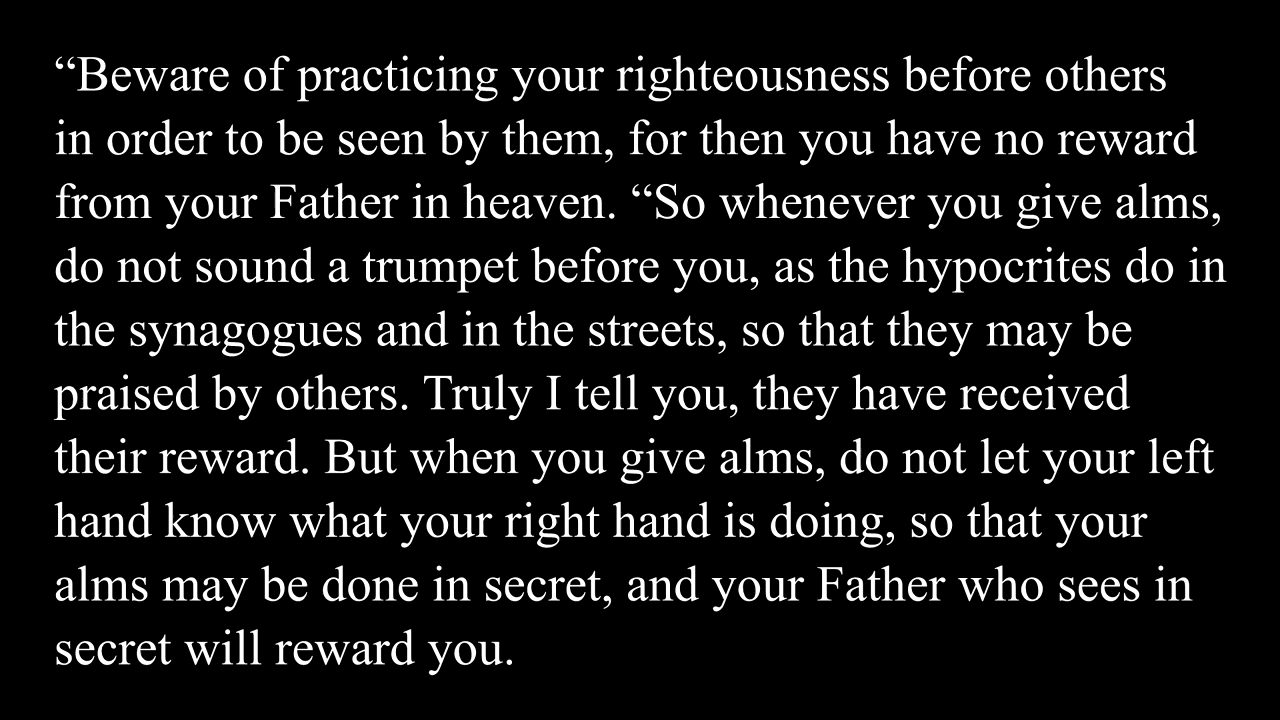 “Beware of practicing your righteousness before others
in order to be seen by them, for then you have no reward
from your Father in heaven. “So whenever you give alms,
do not sound a trumpet before you, as the hypocrites do in
the synagogues and in the streets, so that they may be
praised by others. Truly I tell you, they have received
their reward. But when you give alms, do not let your left
hand know what your right hand is doing, so that your
alms may be done in secret, and your Father who sees in
secret will reward you.